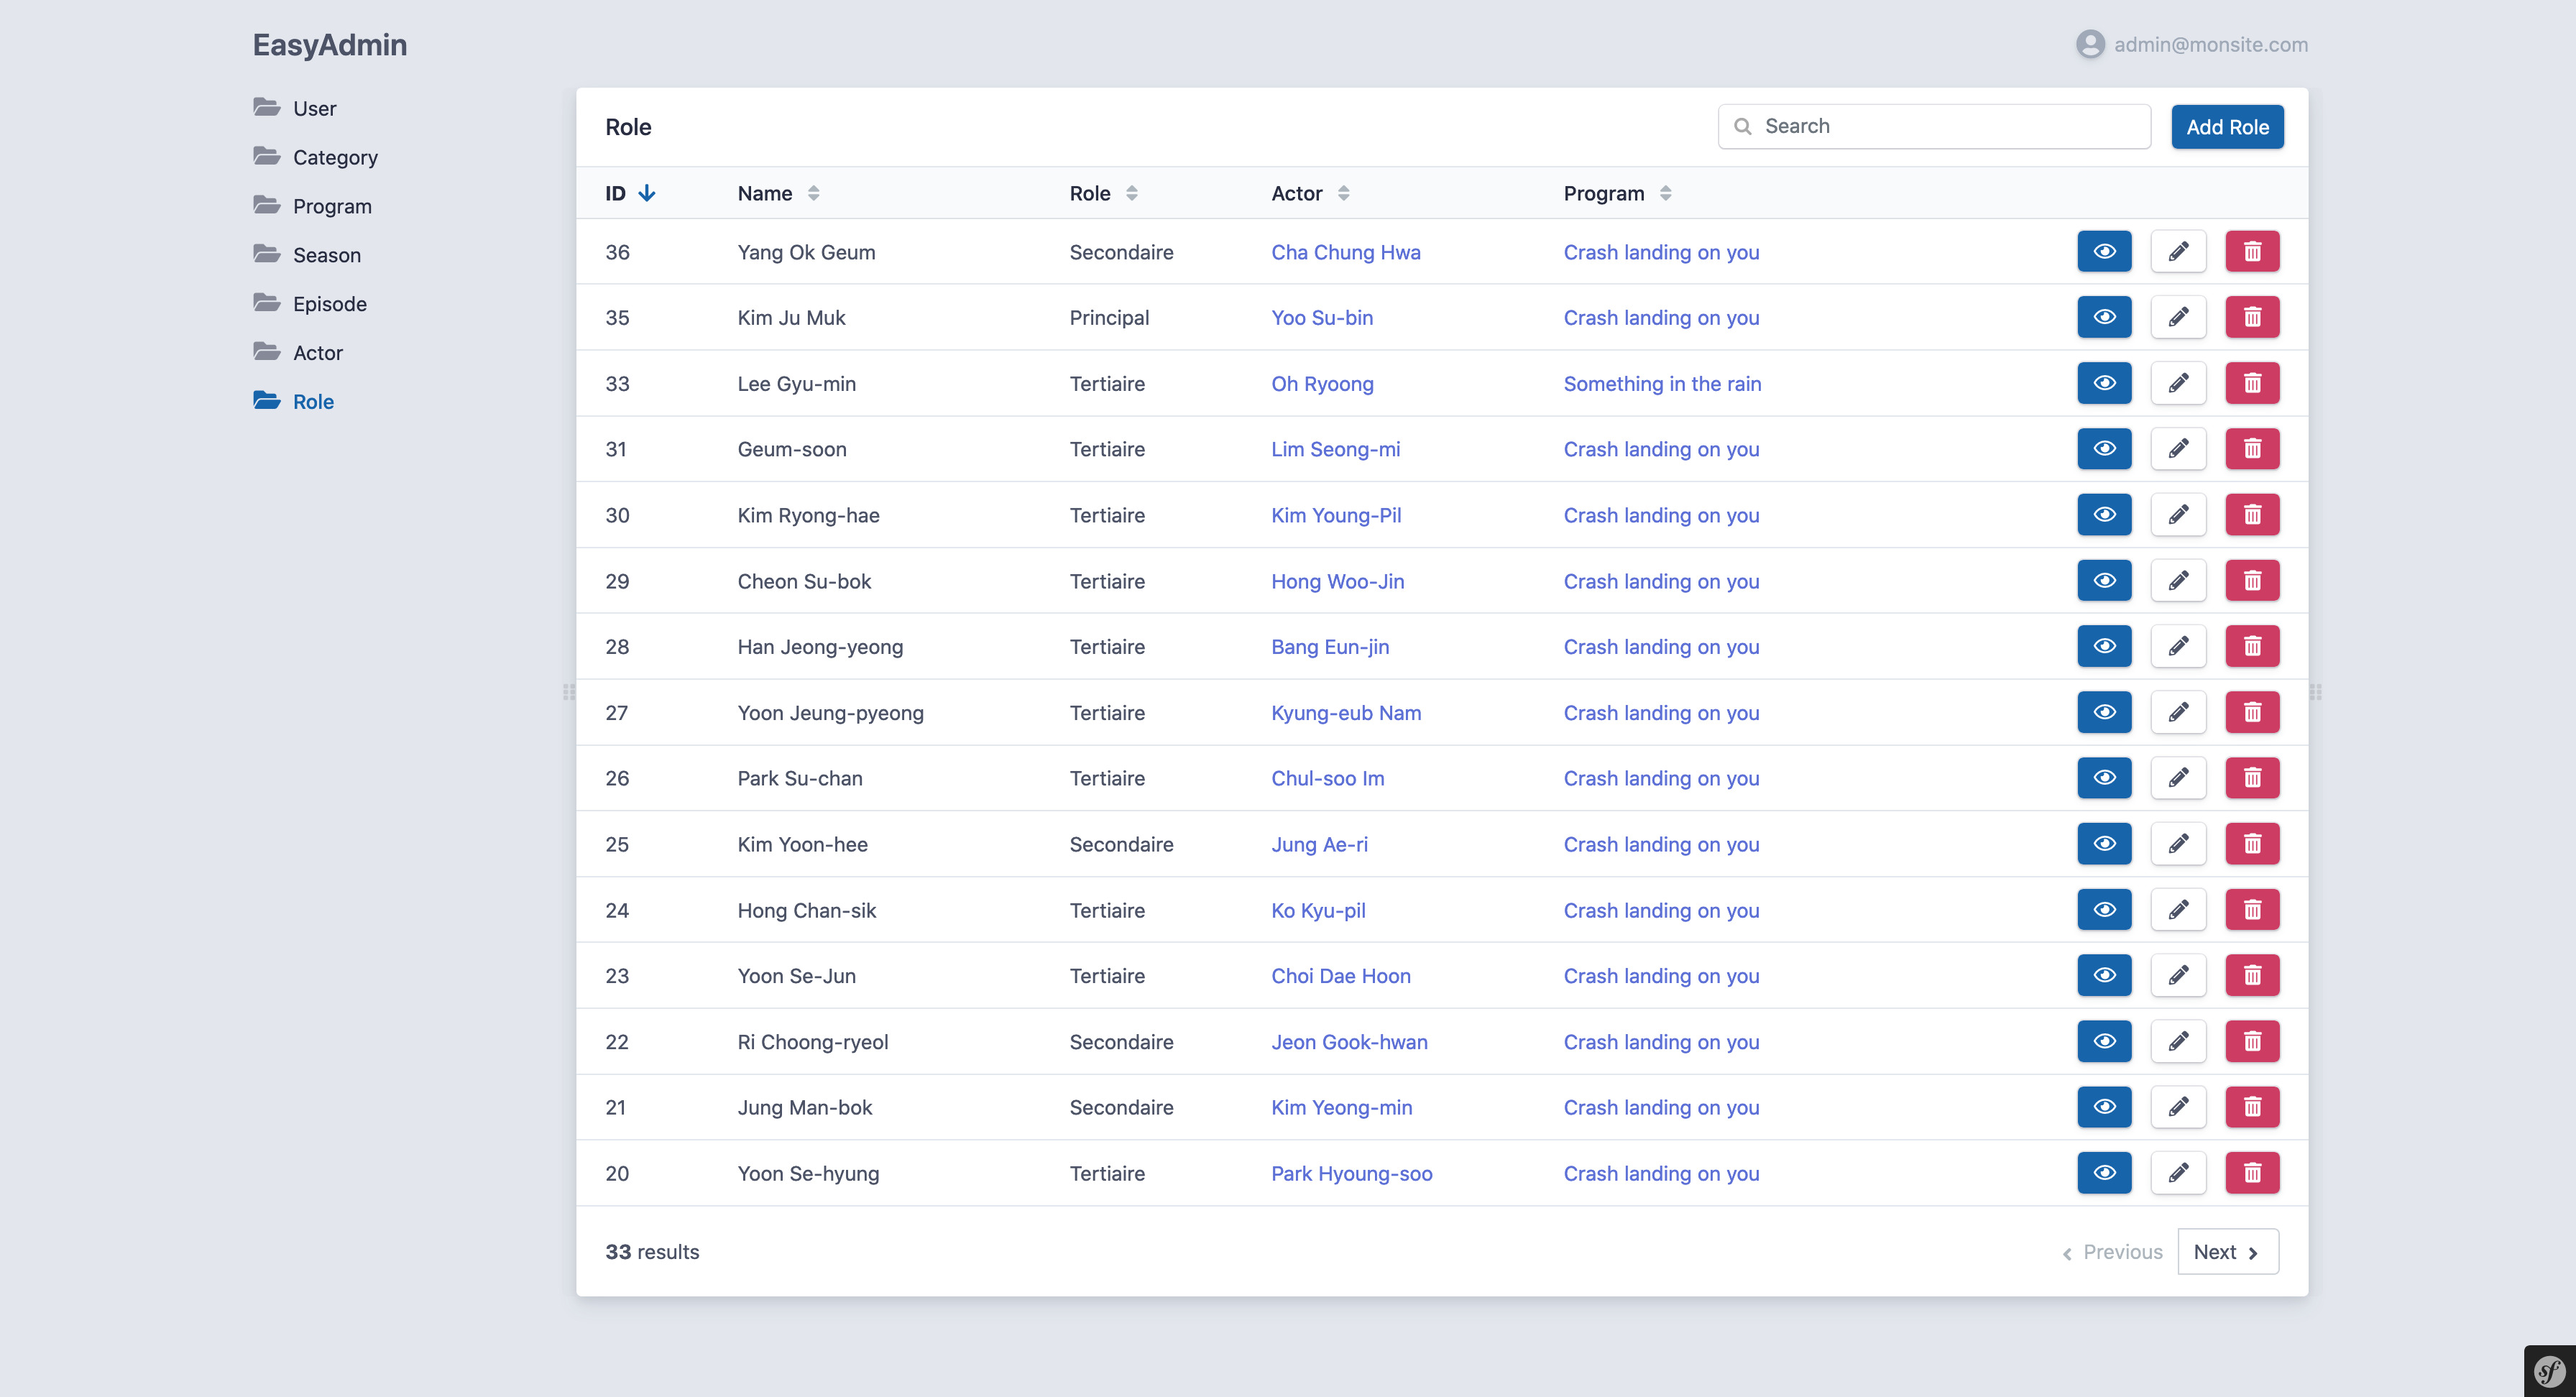 EasyAdmin
admin@monsite.com
User
Category
Program
Season
Episode
Actor
Role
Role
Search
Add Role
ID Name Role Actor Program
36 Yang Ok Geum Secondaire Cha Chung Hwa Crash landing on you
35 Kim Ju Muk Principal Yoo Su-bin Crash landing on you
33 Lee Gyu-min Tertiaire Oh Ryoong Something in the rain
31 Geum-soon Tertiaire Lim Seong-mi Crash landing on you
30 Kim Ryong-hae Tertiaire Kim Young-Pil Crash landing on you
29 Cheon Su-bok Tertiaire Hong Woo-Jin Crash landing on you
28 Han Jeong-yeong Tertiaire Bang Eun-jin Crash landing on you
27 Yoon Jeung-pyeong Tertiaire Kyung-eub Nam Crash landing on you
26 Park Su-chan Tertiaire Chul-soo Im Crash landing on you
25 Kim Yoon-hee Secondaire Jung Ae-ri Crash landing on you
24 Hong Chan-sik Tertiaire Ko Kyu-pil Crash landing on you
23 Yoon Se-Jun Tertiaire Choi Dae Hoon Crash landing on you
22 Ri Choong-ryeol Secondaire Jeon Gook-hwan Crash landing on you
21 Jung Man-bok Secondaire Kim Yeong-min Crash landing on you
20 Yoon Se-hyung Tertiaire Park Hyoung-soo Crash landing on you
33 results
Previous Next
sf